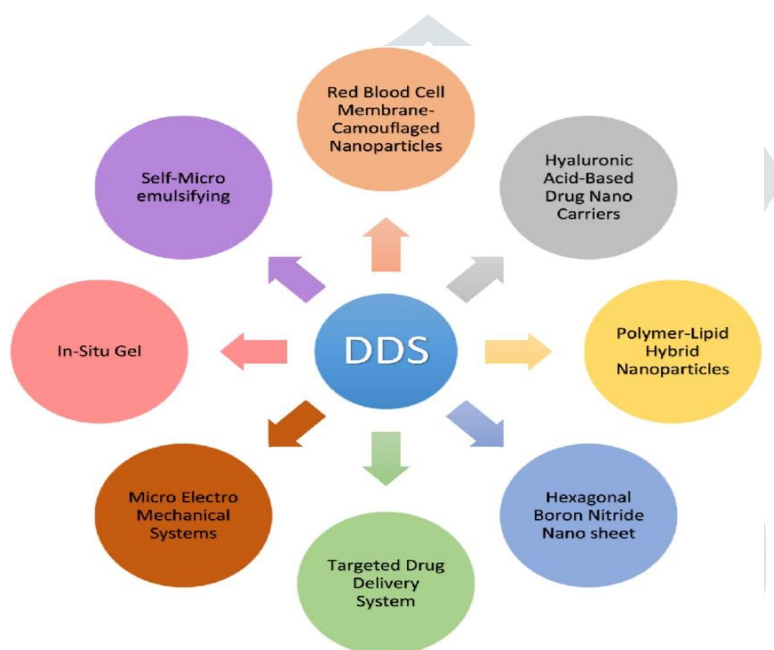 Red Blood Cell
Membrane-
Camouflaged
Nanoparticles
Hyaluronic
Acid-Based
Drug Nano
Carriers
Polymer-Lipid
Hybrid
Nanoparticles
Hexagonal
Boron Nitride
Nano sheet
Targeted Drug
Delivery
System
Micro Electro
Mechanical
Systems
In-Situ Gel
Self-Micro
emulsifying
DDS